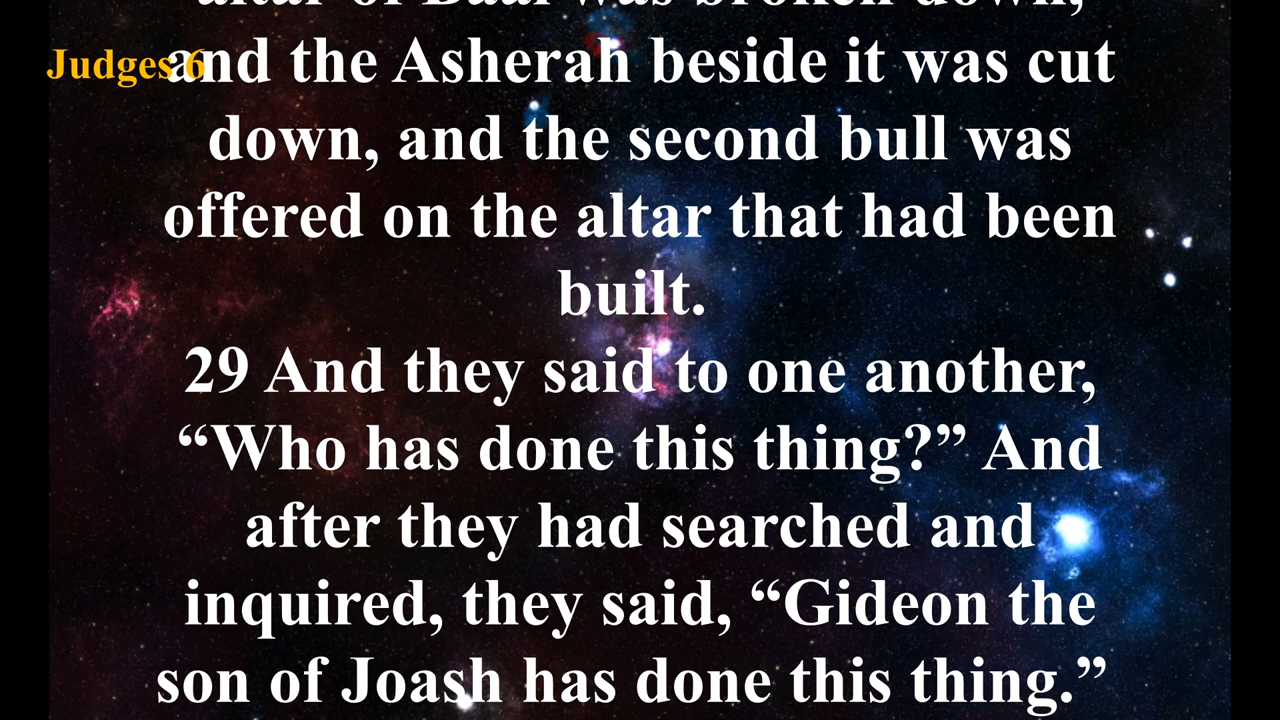 altar of Baal was broken down,
Judges 6
and the Asherah beside it was cut
down, and the second bull was
offered on the altar that had been
built.
29 And they said to one another,
“Who has done this thing?” And
after they had searched and
inquired, they said, “Gideon the
son of Joash has done this thing.”